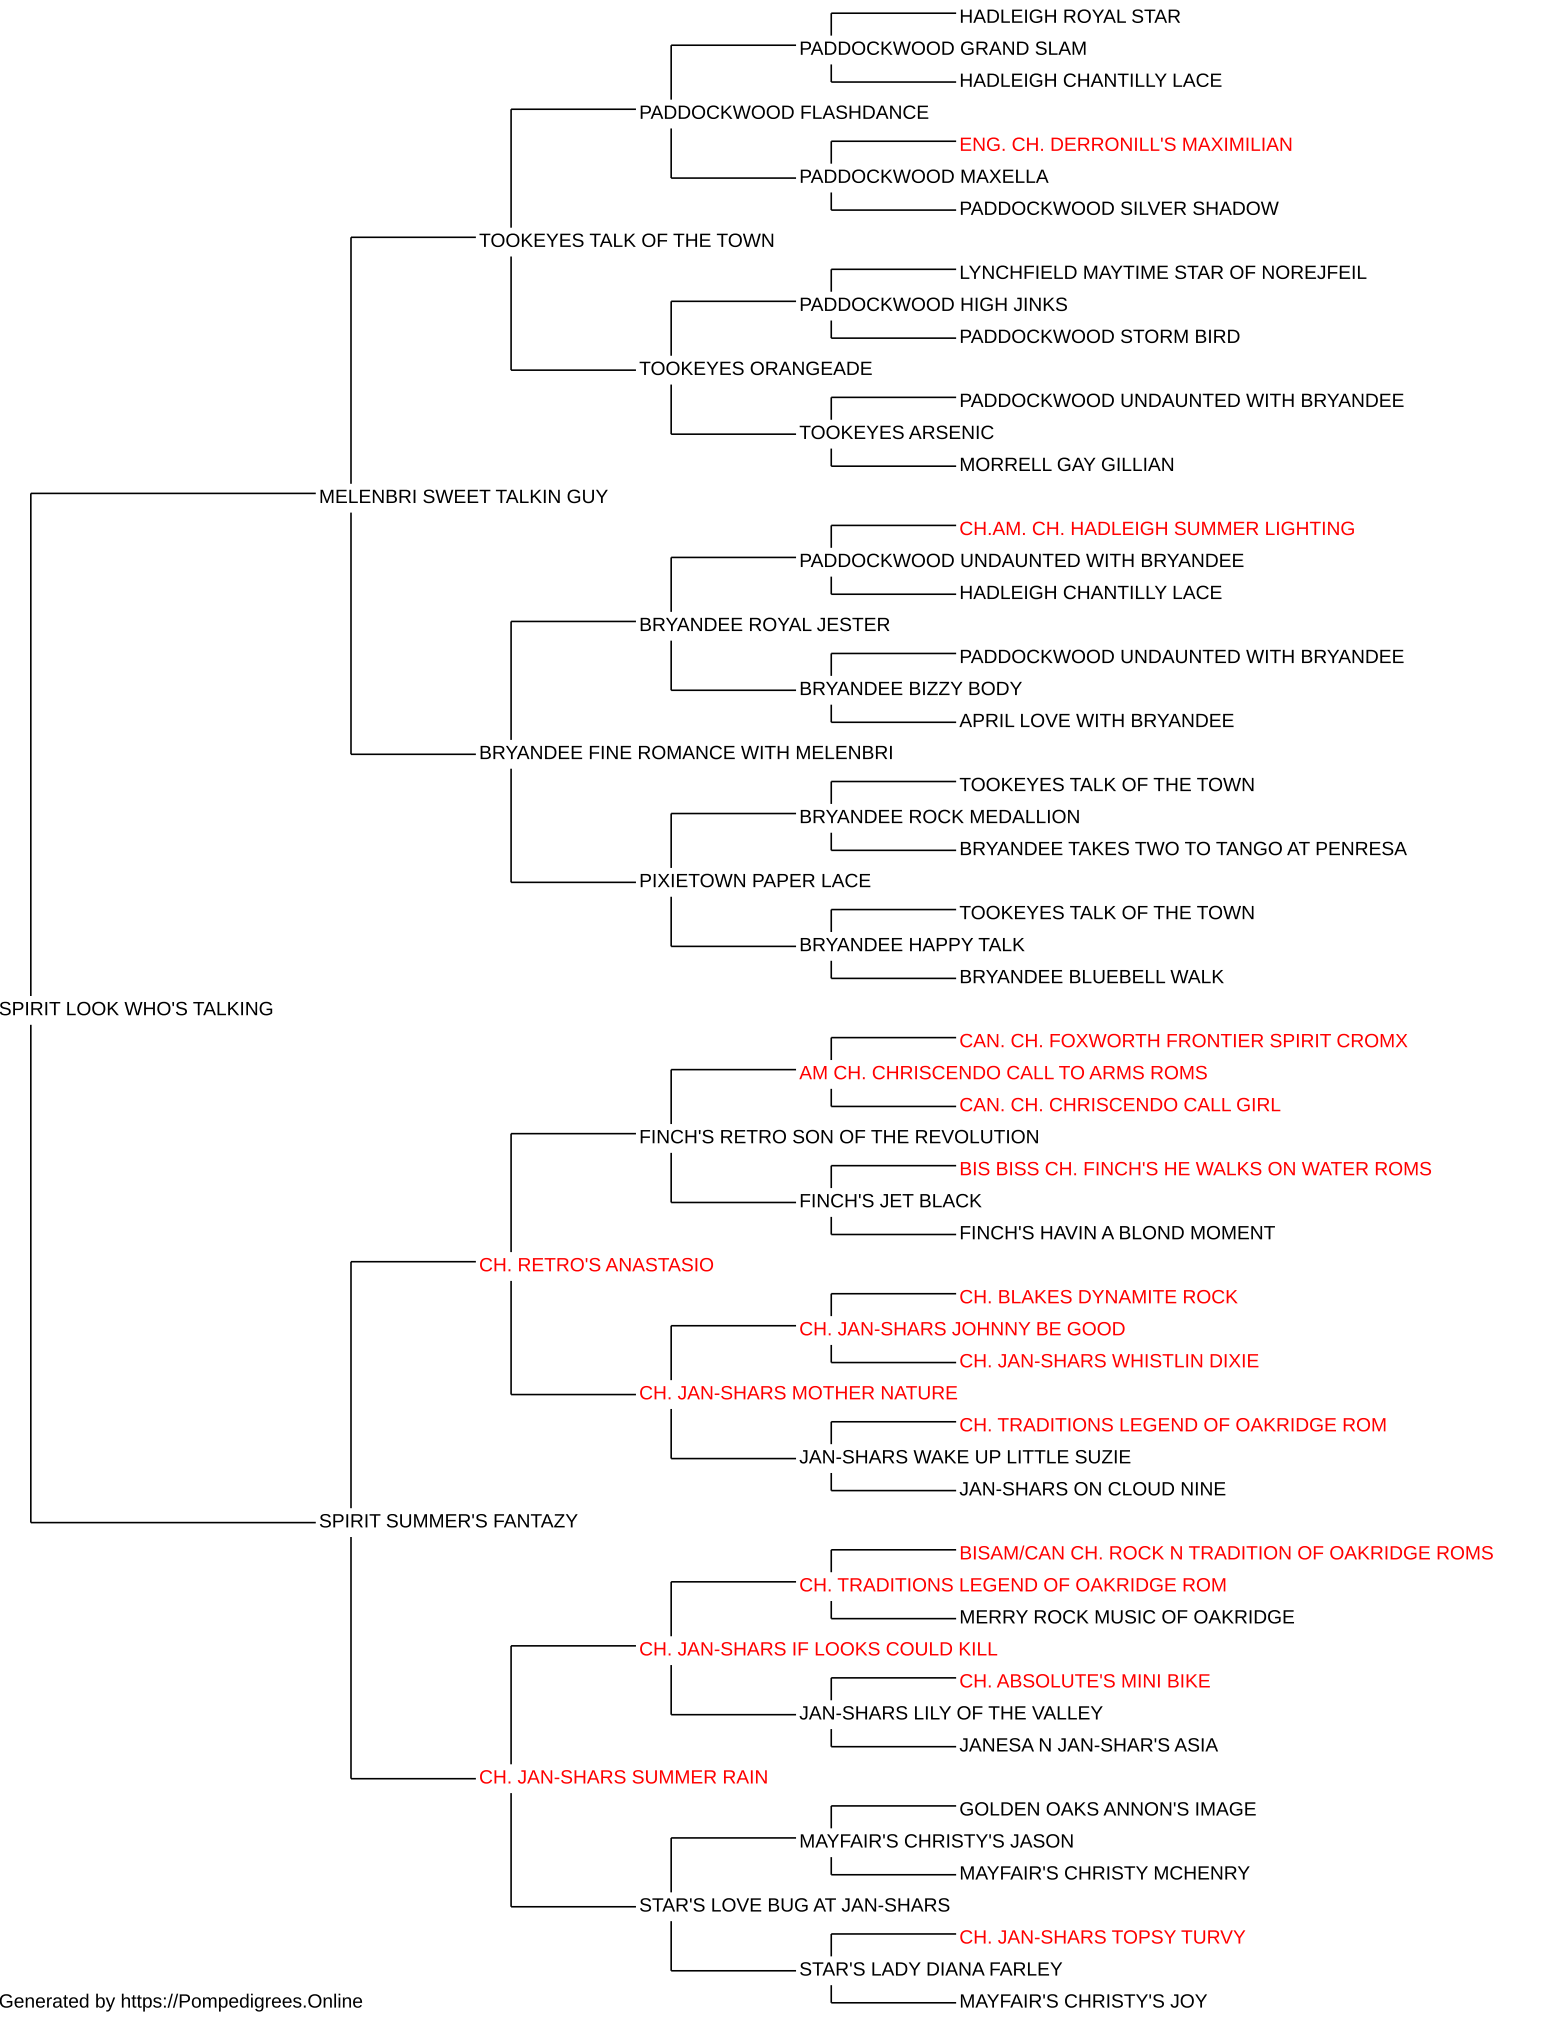 HADLEIGH ROYAL STAR
PADDOCKWOOD GRAND SLAM
HADLEIGH CHANTILLY LACE
PADDOCKWOOD FLASHDANCE
ENG. CH. DERRONILL'S MAXIMILIAN
PADDOCKWOOD MAXELLA
PADDOCKWOOD SILVER SHADOW
TOOKEYES TALK OF THE TOWN
LYNCHFIELD MAYTIME STAR OF NOREJFEIL
PADDOCKWOOD HIGH JINKS
PADDOCKWOOD STORM BIRD
TOOKEYES ORANGEADE
PADDOCKWOOD UNDAUNTED WITH BRYANDEE
TOOKEYES ARSENIC
MORRELL GAY GILLIAN
MELENBRI SWEET TALKIN GUY
CH.AM. CH. HADLEIGH SUMMER LIGHTING
PADDOCKWOOD UNDAUNTED WITH BRYANDEE
HADLEIGH CHANTILLY LACE
BRYANDEE ROYAL JESTER
PADDOCKWOOD UNDAUNTED WITH BRYANDEE
BRYANDEE BIZZY BODY
APRIL LOVE WITH BRYANDEE
BRYANDEE FINE ROMANCE WITH MELENBRI
TOOKEYES TALK OF THE TOWN
BRYANDEE ROCK MEDALLION
BRYANDEE TAKES TWO TO TANGO AT PENRESA
PIXIETOWN PAPER LACE
TOOKEYES TALK OF THE TOWN
BRYANDEE HAPPY TALK
BRYANDEE BLUEBELL WALK
SPIRIT LOOK WHO'S TALKING
CAN. CH. FOXWORTH FRONTIER SPIRIT CROMX
AM CH. CHRISCENDO CALL TO ARMS ROMS
CAN. CH. CHRISCENDO CALL GIRL
FINCH'S RETRO SON OF THE REVOLUTION
BIS BISS CH. FINCH'S HE WALKS ON WATER ROMS
FINCH'S JET BLACK
FINCH'S HAVIN A BLOND MOMENT
CH. RETRO'S ANASTASIO
CH. BLAKES DYNAMITE ROCK
CH. JAN-SHARS JOHNNY BE GOOD
CH. JAN-SHARS WHISTLIN DIXIE
CH. JAN-SHARS MOTHER NATURE
CH. TRADITIONS LEGEND OF OAKRIDGE ROM
JAN-SHARS WAKE UP LITTLE SUZIE
JAN-SHARS ON CLOUD NINE
SPIRIT SUMMER'S FANTAZY
BISAM/CAN CH. ROCK N TRADITION OF OAKRIDGE ROMS
CH. TRADITIONS LEGEND OF OAKRIDGE ROM
MERRY ROCK MUSIC OF OAKRIDGE
CH. JAN-SHARS IF LOOKS COULD KILL
CH. ABSOLUTE'S MINI BIKE
JAN-SHARS LILY OF THE VALLEY
JANESA N JAN-SHAR'S ASIA
CH. JAN-SHARS SUMMER RAIN
GOLDEN OAKS ANNON'S IMAGE
MAYFAIR'S CHRISTY'S JASON
MAYFAIR'S CHRISTY MCHENRY
STAR'S LOVE BUG AT JAN-SHARS
CH. JAN-SHARS TOPSY TURVY
STAR'S LADY DIANA FARLEY
MAYFAIR'S CHRISTY'S JOY
Generated by https://Pompedigrees.Online